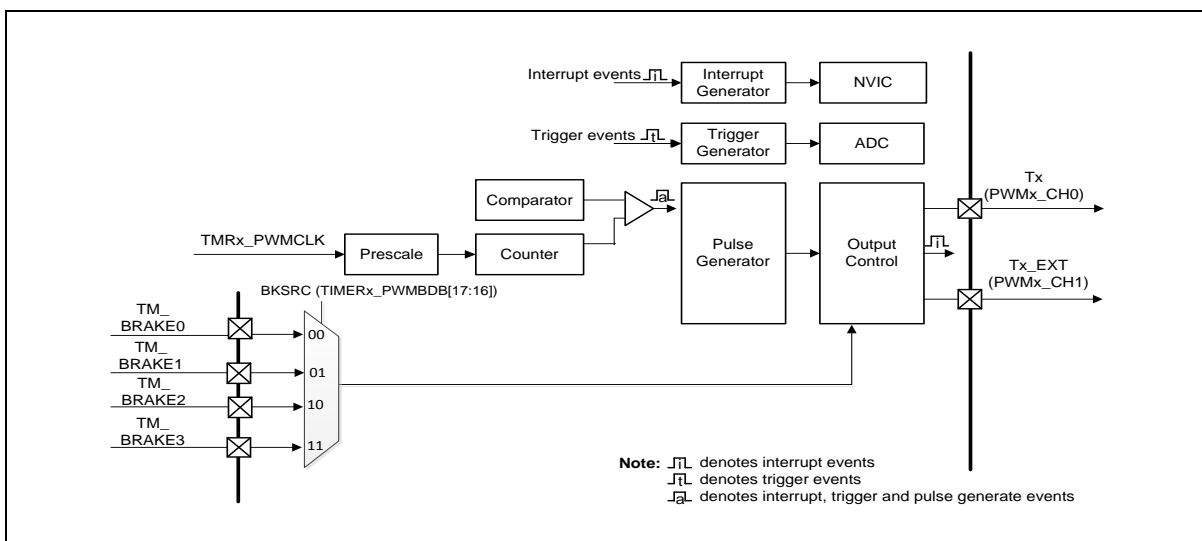 Interrupt events i
Interrupt
Generator
NVIC
Trigger events t
Trigger
Generator
ADC
Comparator
a
TMRx_PWMCLK
Prescale
Counter
Pulse
Generator
Output
Control
Tx
(PWMx_CH0)
i
Tx_EXT
(PWMx_CH1)
BKSRC (TIMERx_PWMBDB[17:16])
TM_
BRAKE0
00
TM_
BRAKE1
01
TM_
BRAKE2
10
TM_
BRAKE3
11
Note: i denotes interrupt events
t denotes trigger events
a denotes interrupt, trigger and pulse generate events